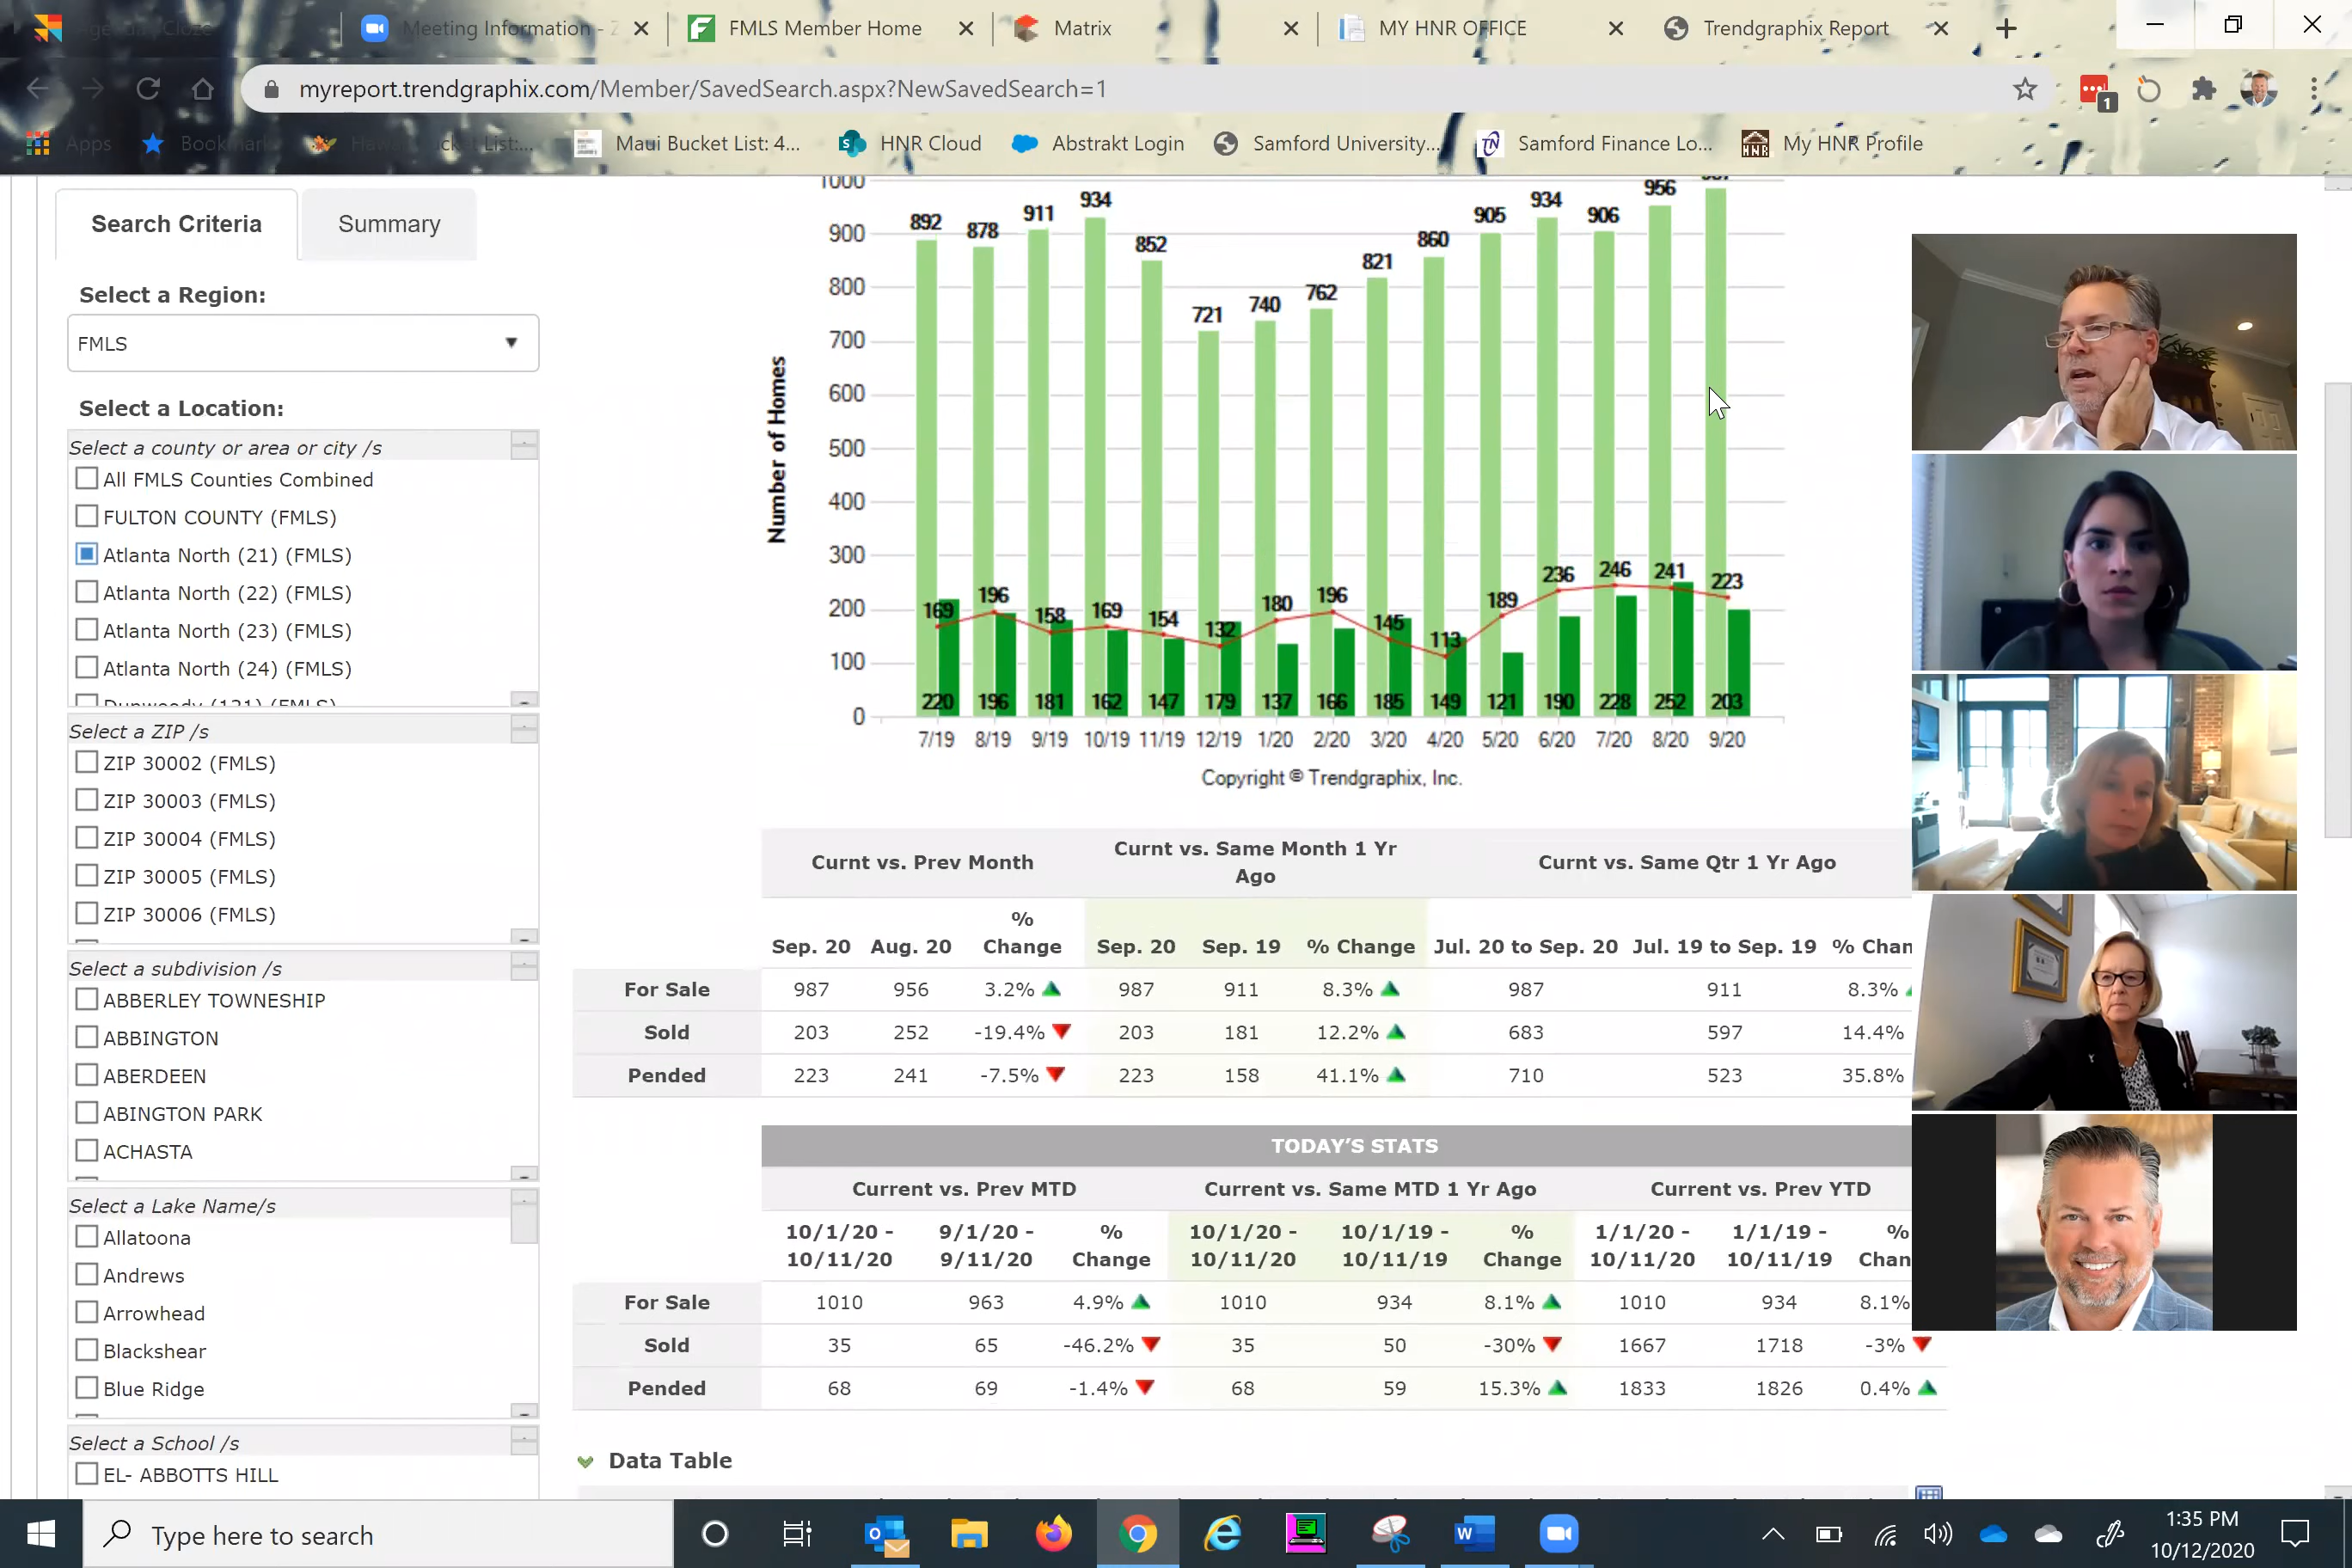 Meeting Information - Z
FMLS Member Home
Matrix
MY HNR OFFICE
Trendgraphix Report
myreport.trendgraphix.com/Member/SavedSearch.aspx?NewSavedSearch=1
1
Apps
Bookmark
Maui Bucket List: 4...
HNR Cloud
Abstrakt Login
Samford University...
Samford Finance Lo...
My HNR Profile
Search Criteria
Summary
Select a Region:
FMLS
Select a Location:
Select a county or area or city /s
All FMLS Counties Combined
FULTON COUNTY (FMLS)
Atlanta North (21) (FMLS)
Atlanta North (22) (FMLS)
Atlanta North (23) (FMLS)
Atlanta North (24) (FMLS)
Dunwoody (121) (FMLS)
Select a ZIP /s
ZIP 30002 (FMLS)
ZIP 30003 (FMLS)
ZIP 30004 (FMLS)
ZIP 30005 (FMLS)
ZIP 30006 (FMLS)
Select a subdivision /s
ABBERLEY TOWNESHIP
ABBINGTON
ABERDEEN
ABINGTON PARK
ACHASTA
Select a Lake Name/s
Allatoona
Andrews
Arrowhead
Blackshear
Blue Ridge
Select a School /s
EL- ABBOTTS HILL
Number of Homes
1000
900
800
700
600
500
400
300
200
100
0
892 878 911 934 852 721 740 762 821 860 905 934 906 956
169 196 158 169 154 132 180 196 145 113 189 236 246 241 223
220 196 181 162 147 179 137 166 185 149 121 190 228 252 203
7/19 8/19 9/19 10/19 11/19 12/19 1/20 2/20 3/20 4/20 5/20 6/20 7/20 8/20 9/20
Copyright © Trendgraphix, Inc.
Curnt vs. Prev Month Curnt vs. Same Month 1 Yr Ago Curnt vs. Same Qtr 1 Yr Ago
Sep. 20 Aug. 20 % Change Sep. 20 Sep. 19 % Change Jul. 20 to Sep. 20 Jul. 19 to Sep. 19 % Chan
For Sale 987 956 3.2% 987 911 8.3% 987 911 8.3%
Sold 203 252 -19.4% 203 181 12.2% 683 597 14.4%
Pended 223 241 -7.5% 223 158 41.1% 710 523 35.8%
TODAY'S STATS
Current vs. Prev MTD Current vs. Same MTD 1 Yr Ago Current vs. Prev YTD
10/1/20 - 9/1/20 - % 10/1/20 - 10/1/19 - % 1/1/20 - 1/1/19 - %
10/11/20 9/11/20 Change 10/11/20 10/11/19 Change 10/11/20 10/11/19 Chan
For Sale 1010 963 4.9% 1010 934 8.1% 1010 934 8.1%
Sold 35 65 -46.2% 35 50 -30% 1667 1718 -3%
Pended 68 69 -1.4% 68 59 15.3% 1833 1826 0.4%
Data Table
Type here to search
1:35 PM
10/12/2020